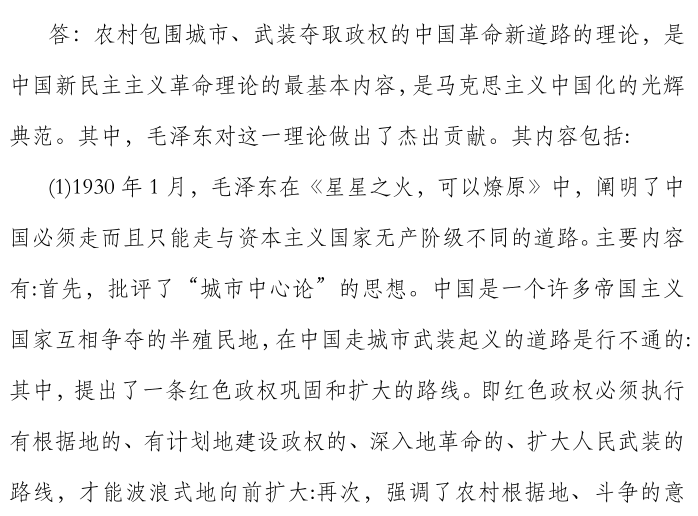 答：农村包围城市、武装夺取政权的中国革命新道路的理论，是
中国新民主主义革命理论的最基本内容，是马克思主义中国化的光辉
典范。其中，毛泽东对这一理论做出了杰出贡献。其内容包括:
(1)1930 年 1 月，毛泽东在《星星之火，可以燎原》中，阐明了中
国必须走而且只能走与资本主义国家无产阶级不同的道路。主要内容
有:首先，批评了“城市中心论”的思想。中国是一个许多帝国主义
国家互相争夺的半殖民地，在中国走城市武装起义的道路是行不通的:
其中，提出了一条红色政权巩固和扩大的路线。即红色政权必须执行
有根据地的、有计划地建设政权的、深入地革命的、扩大人民武装的
路线，才能波浪式地向前扩大:再次，强调了农村根据地、斗争的意